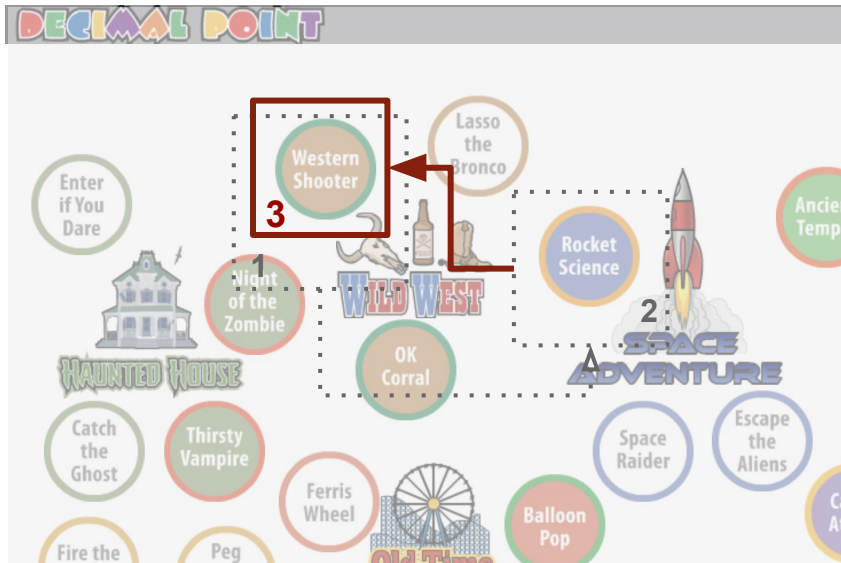 DECIMAL POINT
Lasso
the
Bronco
Western
Shooter
3
Enter
if You
Dare
Rocket
Science
1
Night
of the
Zombie
WILD WEST
2
SPACE
ADVENTURE
OK
Corral
HAUNTED HOUSE
Catch
the
Ghost
Thirsty
Vampire
Space
Raider
Escape
the
Aliens
Ferris
Wheel
Balloon
Pop
Fire the
Peg
Old Time